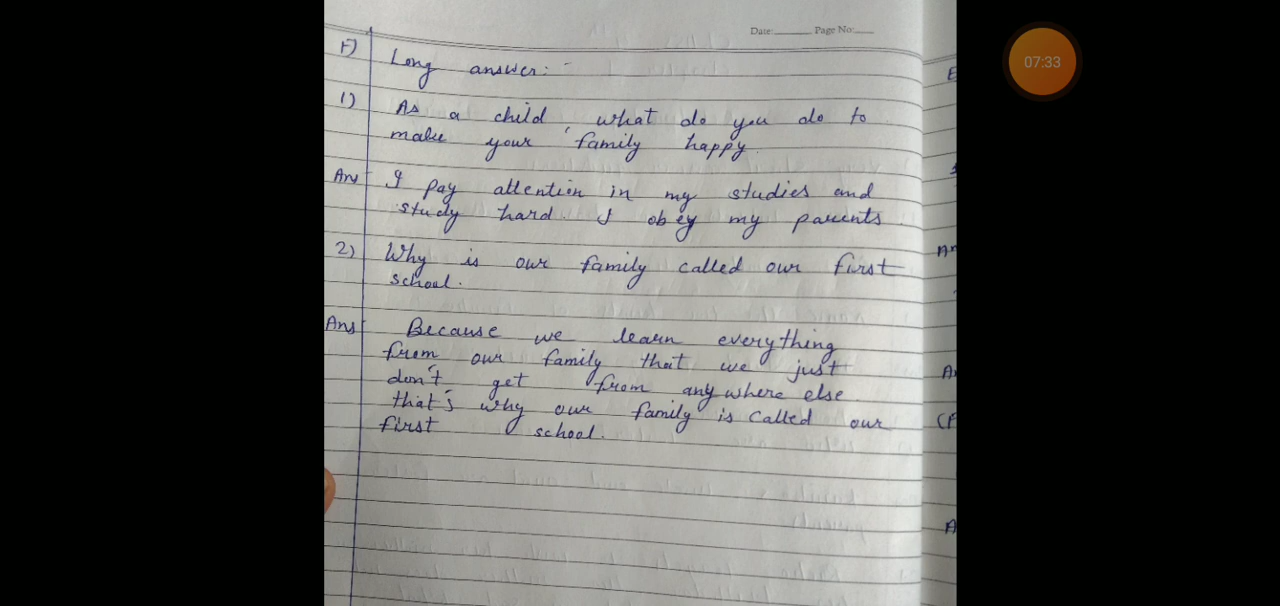 Date:______ Page No:___
07:33
F) Long answer:-
1) As a child, what do you do to
make your family happy.
Ans I pay attention in my studies and
study hard. I obey my parents
2) Why is our family called our first
school.
Ans Because we learn everything
from our family that we just
don't get from anywhere else
that's why our family is called our
first school.